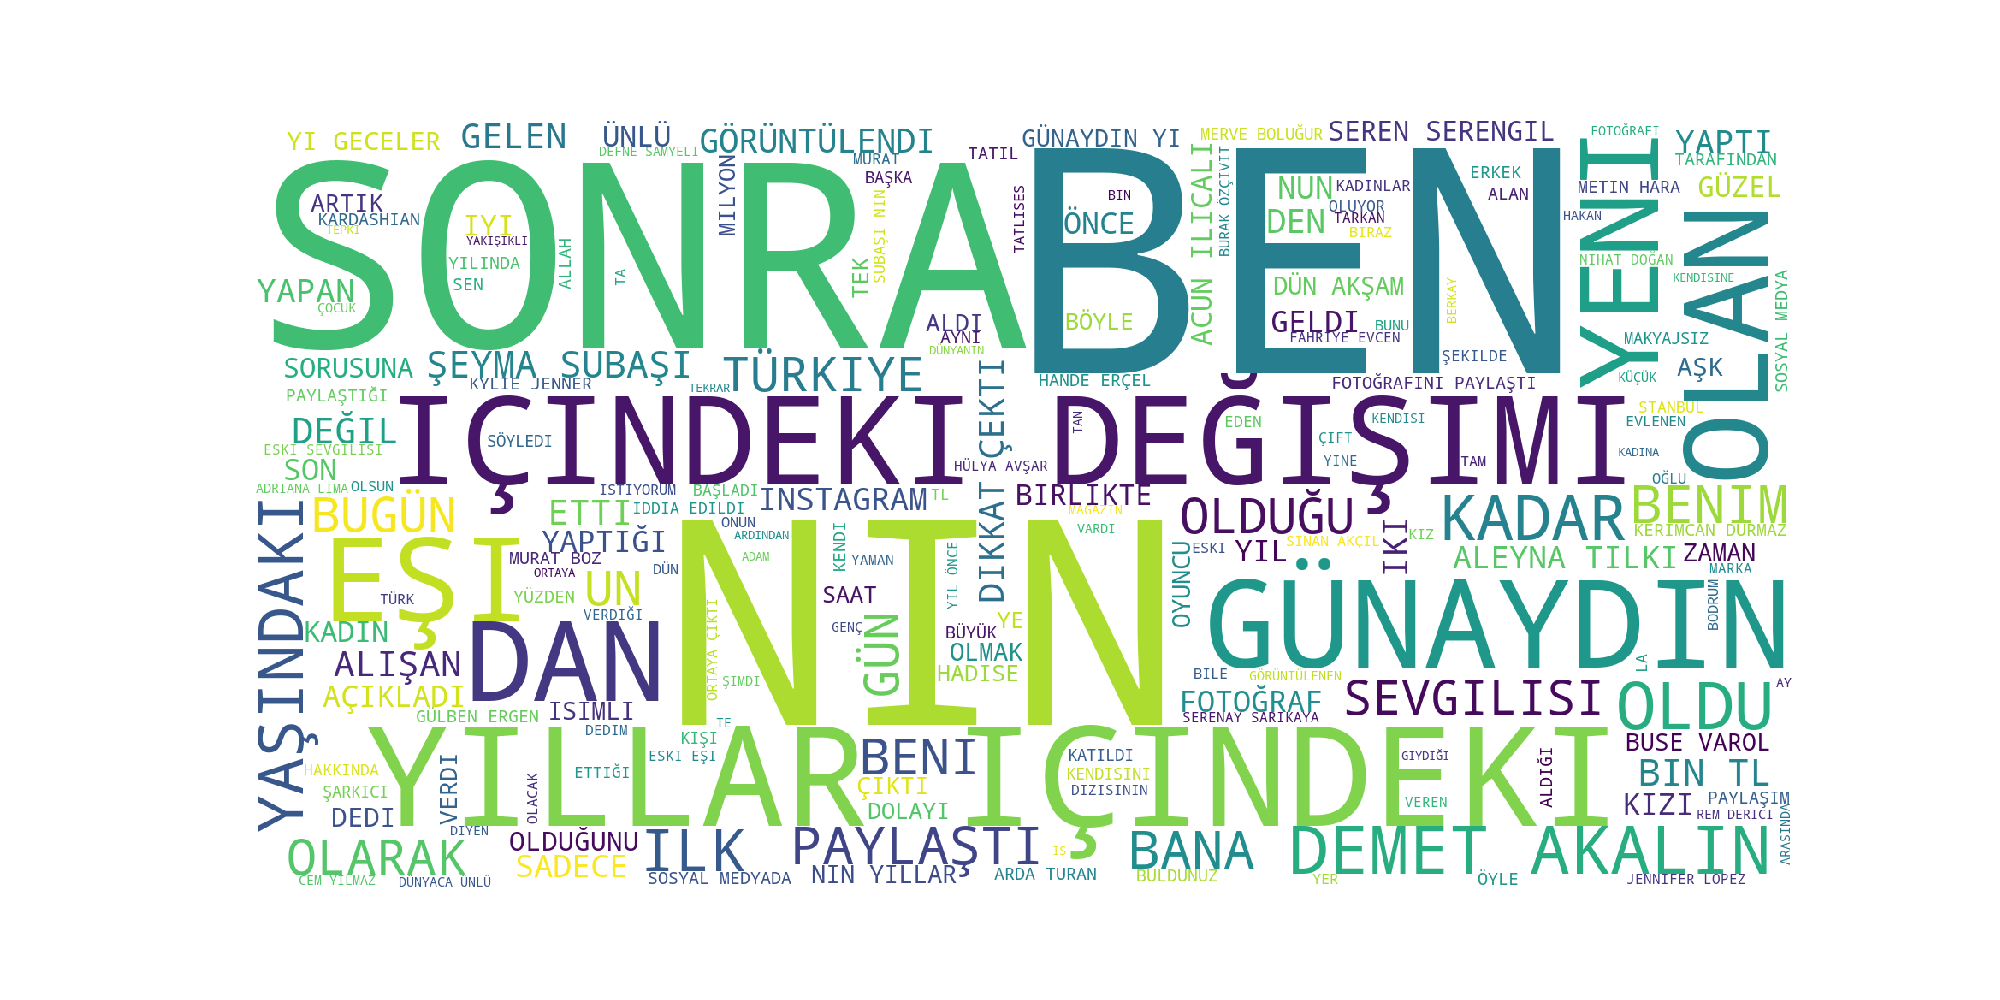 YI GECELER
GELEN
ÜNLÜ
DEFNE SAMYELI
GÖRÜNTÜLENDI
MURAT
TATIL
GÜNAYDIN YI
MERVE BOLUĞUR
SEREN SERENGIL
FOTOĞRAFI
YAPTI
TARAFINDAN
SONRA
BEN
ARTIK
KARDASHIAN
TEPKI
IYI
YAKIŞIKLI
YILINDA
SEN
ALLAH
TA
MILYON
BAŞKA
TEK
SUBAŞI NIN
TATLISES
BIN
ÖNCE
ACUN ILICALI
BURAK ÖZÇIVIT
NUN
DEN
KADINLAR
OLUYOR
TARKAN
BIRAZ
ERKEK
ALAN
HAKAN
METIN HARA
GÜZEL
YENI
OLAN
NIHAT DOĞAN
KENDISINE
SOSYAL MEDYA
YAPAN
ÇOCUK
ALDI
AYNI
DÜNYANIN
BÖYLE
DÜN AKŞAM
GELDI
BUNU
FAHRIYE EVCEN
BERKAY
ŞEKILDE
MAKYAJSIZ
KÜÇÜK
AŞK
SORUSUNA
ŞEYMA SUBAŞI
TÜRKIYE
PAYLAŞTIĞI
KYLIE JENNER
TEKRAR
DIKKAT ÇEKTI
HANDE ERÇEL
FOTOĞRAFINI PAYLAŞTI
STANBUL
IÇINDEKI DEĞIŞIMI
DEĞIL
ESKI SEVGILISI
SON
ADRIANA LIMA
OLSUN
SÖYLEDI
HÜLYA AVŞAR
TAN
EDEN
ÇIFT
YINE
KENDISI
TAM
EVLENEN
KADINA
OĞLU
YAŞINDAKI
BUGÜN
ISTIYORUM
BAŞLADI
ETTI
IDDIA EDILDI
INSTAGRAM
TL
BIRLIKTE
MAGAZIN
OLDUĞU
KADAR
BENIM
KERIMCAN DURMAZ
EŞI
YAPTIĞI
ONUN
ARDINDAN
ADAM
KENDI
YAMAN
VARDI
YIL ÖNCE
OYUNCU
ESKI
YIL
SINAN AKÇIL
IKI
KIZ
ALEYNA TILKI
ZAMAN
MARKA
NIN
MURAT BOZ
ORTAYA
UN
DÜN
TÜRK
YÜZDEN
VERDIĞI
SAAT
GENÇ
GÜN
YE
BÜYÜK
OLMAK
HADISE
GÜNAYDIN
BODRUM
LA
KADIN
ALIŞAN
DAN
AÇIKLADI
GÜLBEN ERGEN
ISIMLI
DEDIM
ORTAYA ÇIKTI
ŞIMDI
TE
BILE
GÖRÜNTÜLENEN
FOTOĞRAF
SERENAY SARIKAYA
SEVGILISI
OLDU
AY
YILLAR IÇINDEKI
HAKKINDA
ŞARKICI
DEDI
VERDI
DIYEN
OLACAK
ETTIĞI
KIŞI
ESKI EŞI
BENI
ÇIKTI
DOLAYI
KATILDI
KENDISINI
DIZISININ
GIYDIĞI
VEREN
ALDIĞI
BUSE VAROL
BIN TL
KIZI
PAYLAŞIM
REM DERICI
ARASINDA
OLARAK
CEM YILMAZ
DÜNYACA ÜNLÜ
OLDUĞUNU
SADECE
ILK
SOSYAL MEDYADA
PAYLAŞTI
NIN YILLAR
IS
ARDA TURAN
BANA
BULDUNUZ
DEMET AKALIN
YER
ÖYLE
JENNIFER LOPEZ